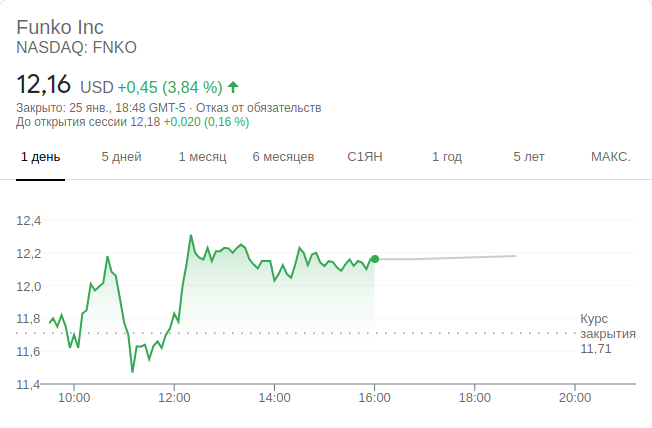 Funko Inc
NASDAQ: FNKO
12,16 USD +0,45 (3,84 %)
Закрыто: 25 янв., 18:48 GMT-5 · Отказ от обязательств
До открытия сессии 12,18 +0,020 (0,16 %)
1 день 5 дней 1 месяц 6 месяцев С1ЯН 1 год 5 лет МАКС.
12,4
12,2
12,0
11,8
11,6
11,4
Курс
закрытия
11,71
10:00 12:00 14:00 16:00 18:00 20:00